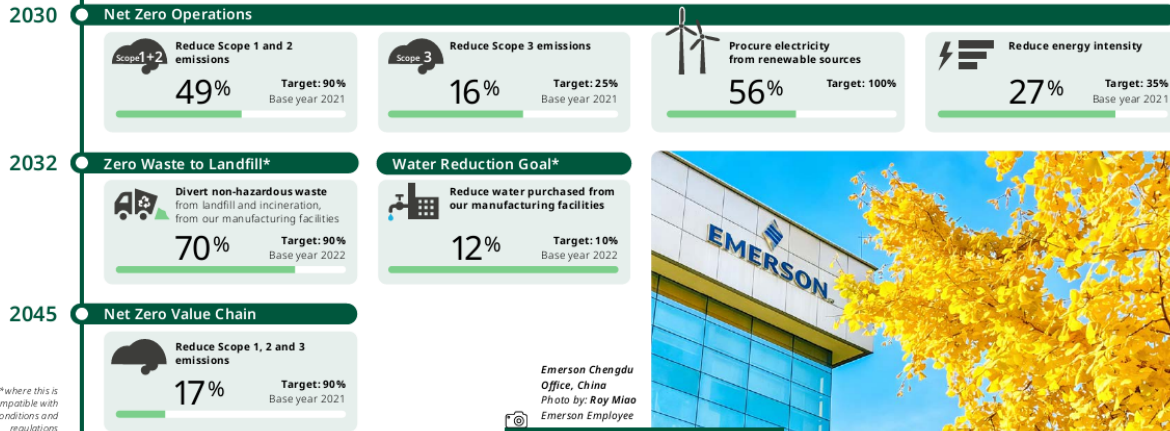 2030
Net Zero Operations
Scope1+2
Reduce Scope 1 and 2
emissions
49%
Target: 90%
Base year 2021
Scope 3
Reduce Scope 3 emissions
16%
Target: 25%
Base year 2021
Procure electricity
from renewable sources
56%
Target: 100%
Reduce energy intensity
27%
Target: 35%
Base year 2021
2032
Zero Waste to Landfill*
Divert non-hazardous waste
from landfill and incineration,
from our manufacturing facilities
70%
Target: 90%
Base year 2022
Water Reduction Goal*
Reduce water purchased from
our manufacturing facilities
12%
Target: 10%
Base year 2022
EMERSON
2045
Net Zero Value Chain
Reduce Scope 1, 2 and 3
emissions
17%
Target: 90%
Base year 2021
*where this is
onditions and
regulations
Emerson Chengdu
Office, China
Photo by: Roy Miao
Emerson Employee